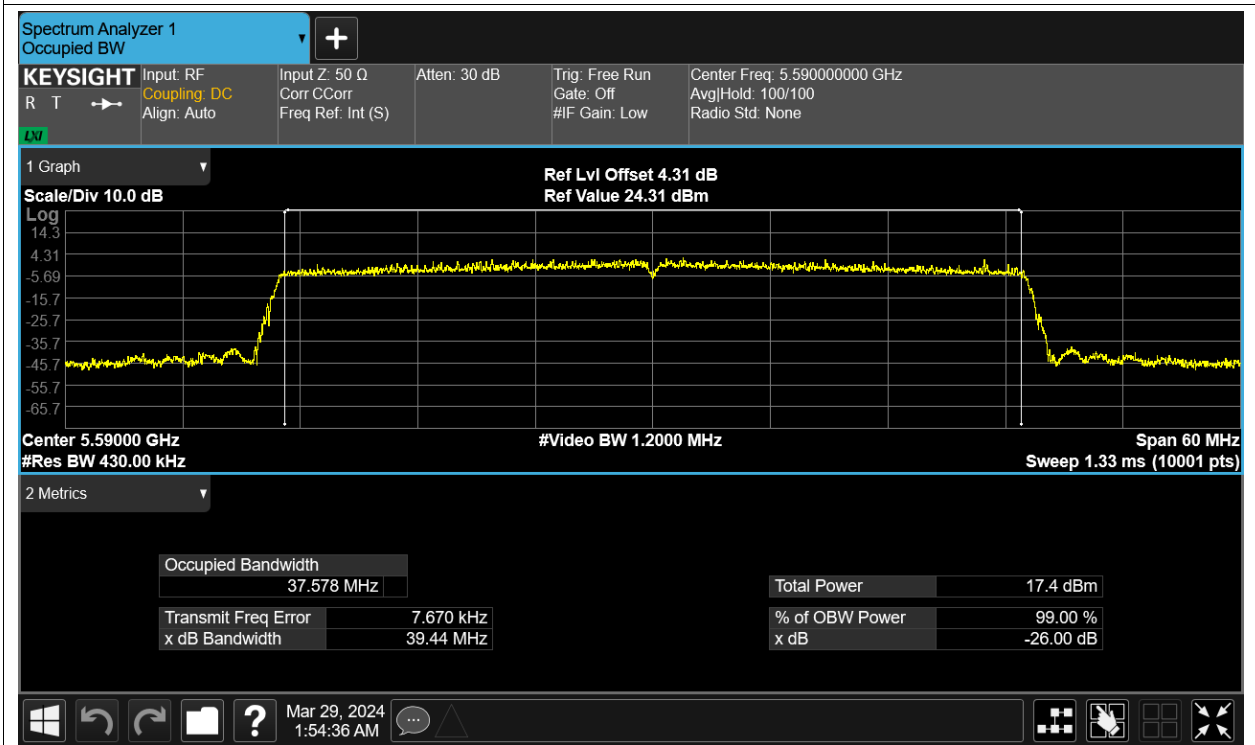 Spectrum Analyzer 1
Occupied BW
KEYSIGHT
R T
LXI
Input: RF
Coupling: DC
Align: Auto
Input Z: 50 Ω
Corr CCorr
Freq Ref: Int (S)
Atten: 30 dB
Trig: Free Run
Gate: Off
#IF Gain: Low
Center Freq: 5.590000000 GHz
Avg|Hold: 100/100
Radio Std: None
1 Graph
Scale/Div 10.0 dB
Ref Lvl Offset 4.31 dB
Ref Value 24.31 dBm
Log
14.3
4.31
-5.69
-15.7
-25.7
-35.7
-45.7
-55.7
-65.7
Center 5.59000 GHz
#Res BW 430.00 kHz
#Video BW 1.2000 MHz
Span 60 MHz
Sweep 1.33 ms (10001 pts)
2 Metrics
Occupied Bandwidth
37.578 MHz
Transmit Freq Error 7.670 kHz
x dB Bandwidth 39.44 MHz
Total Power 17.4 dBm
% of OBW Power 99.00 %
x dB -26.00 dB
Mar 29, 2024
1:54:36 AM